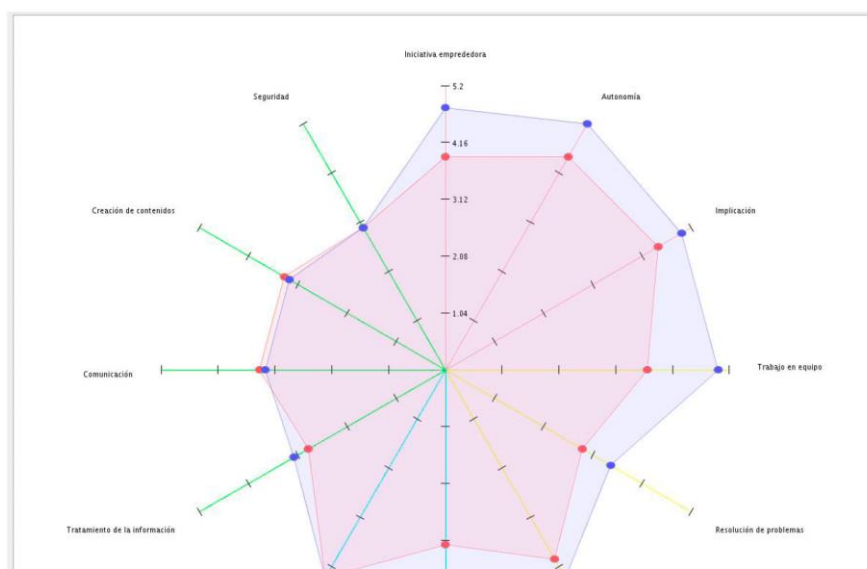 Iniciativa emprededora
5.2
Seguridad
Autonomía
4.16
Creación de contenidos
3.12
Implicación
2.08
1.04
Comunicación
Trabajo en equipo
Tratamiento de la información
Resolución de problemas